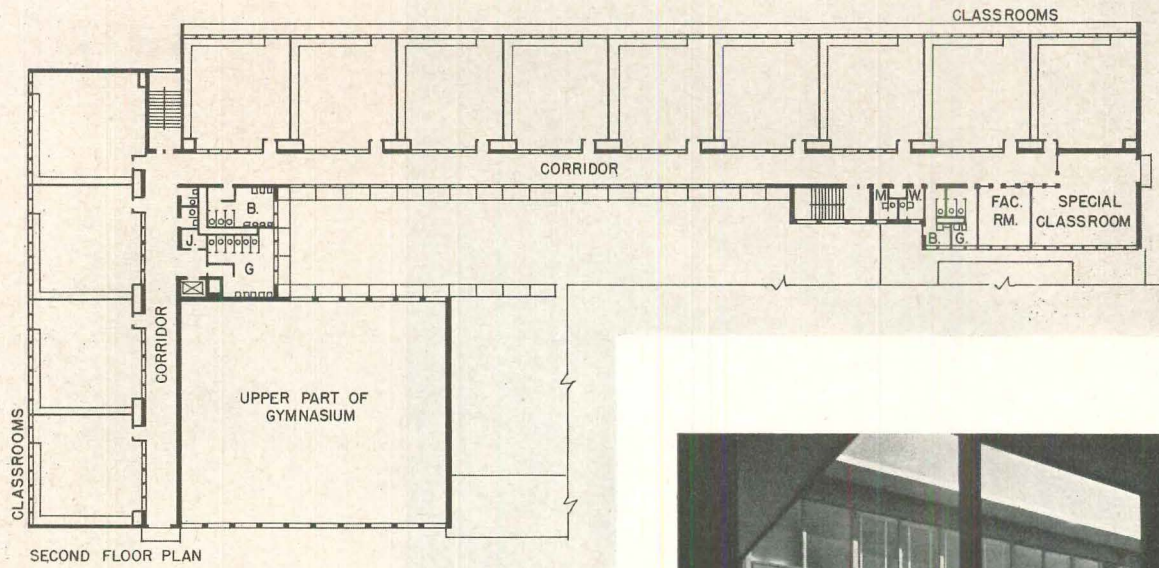 CLASSROOMS
CORRIDOR
B.
J.
G
M.
W.
B.
G.
FAC.
RM.
SPECIAL
CLASSROOM
CORRIDOR
UPPER PART OF
GYMNASIUM
CLASSROOMS
SECOND FLOOR PLAN